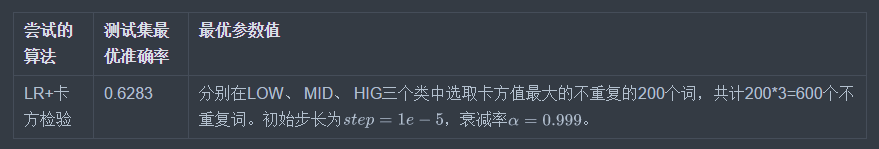 尝试的 测试集最 最优参数值
算法 优准确率
LR+卡 0.6283 分别在LOW、 MID、 HIG三个类中选取卡方值最大的不重复的200个词，共计200*3=600个不
方检验 重复词。初始步长为step = 1e − 5，衰减率α = 0.999。